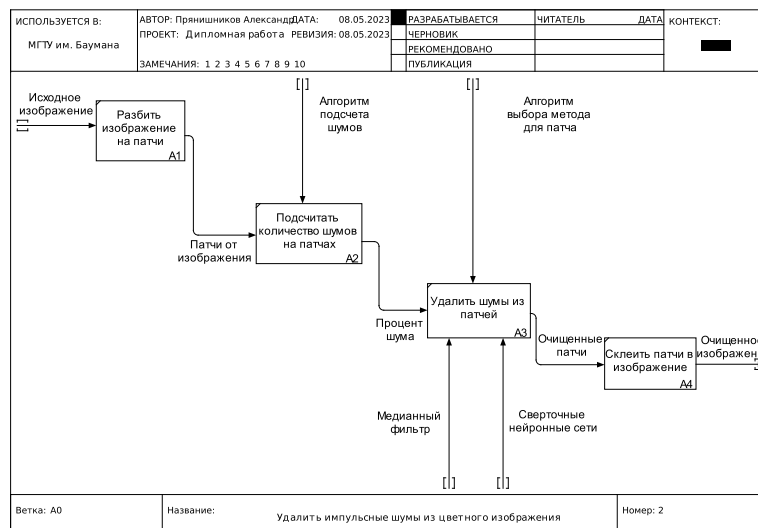 ИСПОЛЬЗУЕТСЯ В:
МГТУ им. Баумана
АВТОР: Прянишников Александр
ДАТА: 08.05.2023
ПРОЕКТ: Дипломная работа
РЕВИЗИЯ: 08.05.2023
ЗАМЕЧАНИЯ: 1 2 3 4 5 6 7 8 9 10
РАЗРАБАТЫВАЕТСЯ
ЧЕРНОВИК
РЕКОМЕНДОВАНО
ПУБЛИКАЦИЯ
ЧИТАТЕЛЬ
ДАТА
КОНТЕКСТ:
Исходное
изображение
Разбить
изображение
на патчи
A1
Алгоритм
подсчета
шумов
Алгоритм
выбора метода
для патча
Патчи от
изображения
Подсчитать
количество шумов
на патчах
A2
Процент
шума
Удалить шумы из
патчей
A3
Очищенные
патчи
Склеить патчи в
изображение
A4
Очищенно
изображен
Медианный
фильтр
Сверточные
нейронные сети
Ветка: A0
Название:
Удалить импульсные шумы из цветного изображения
Номер: 2